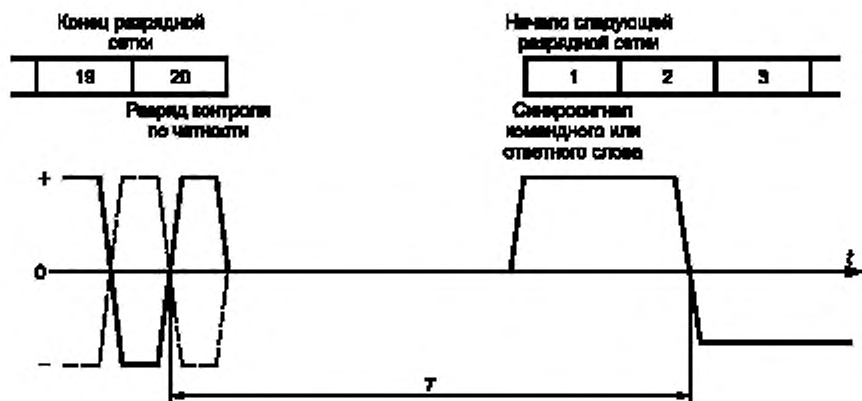 Конец разрядной
сетки
19 20
Разряд контроля
по четности
Начало следующей
разрядной сетки
1 2 3
Синхросигнал
командного или
ответного слова
+
0
t
−
T